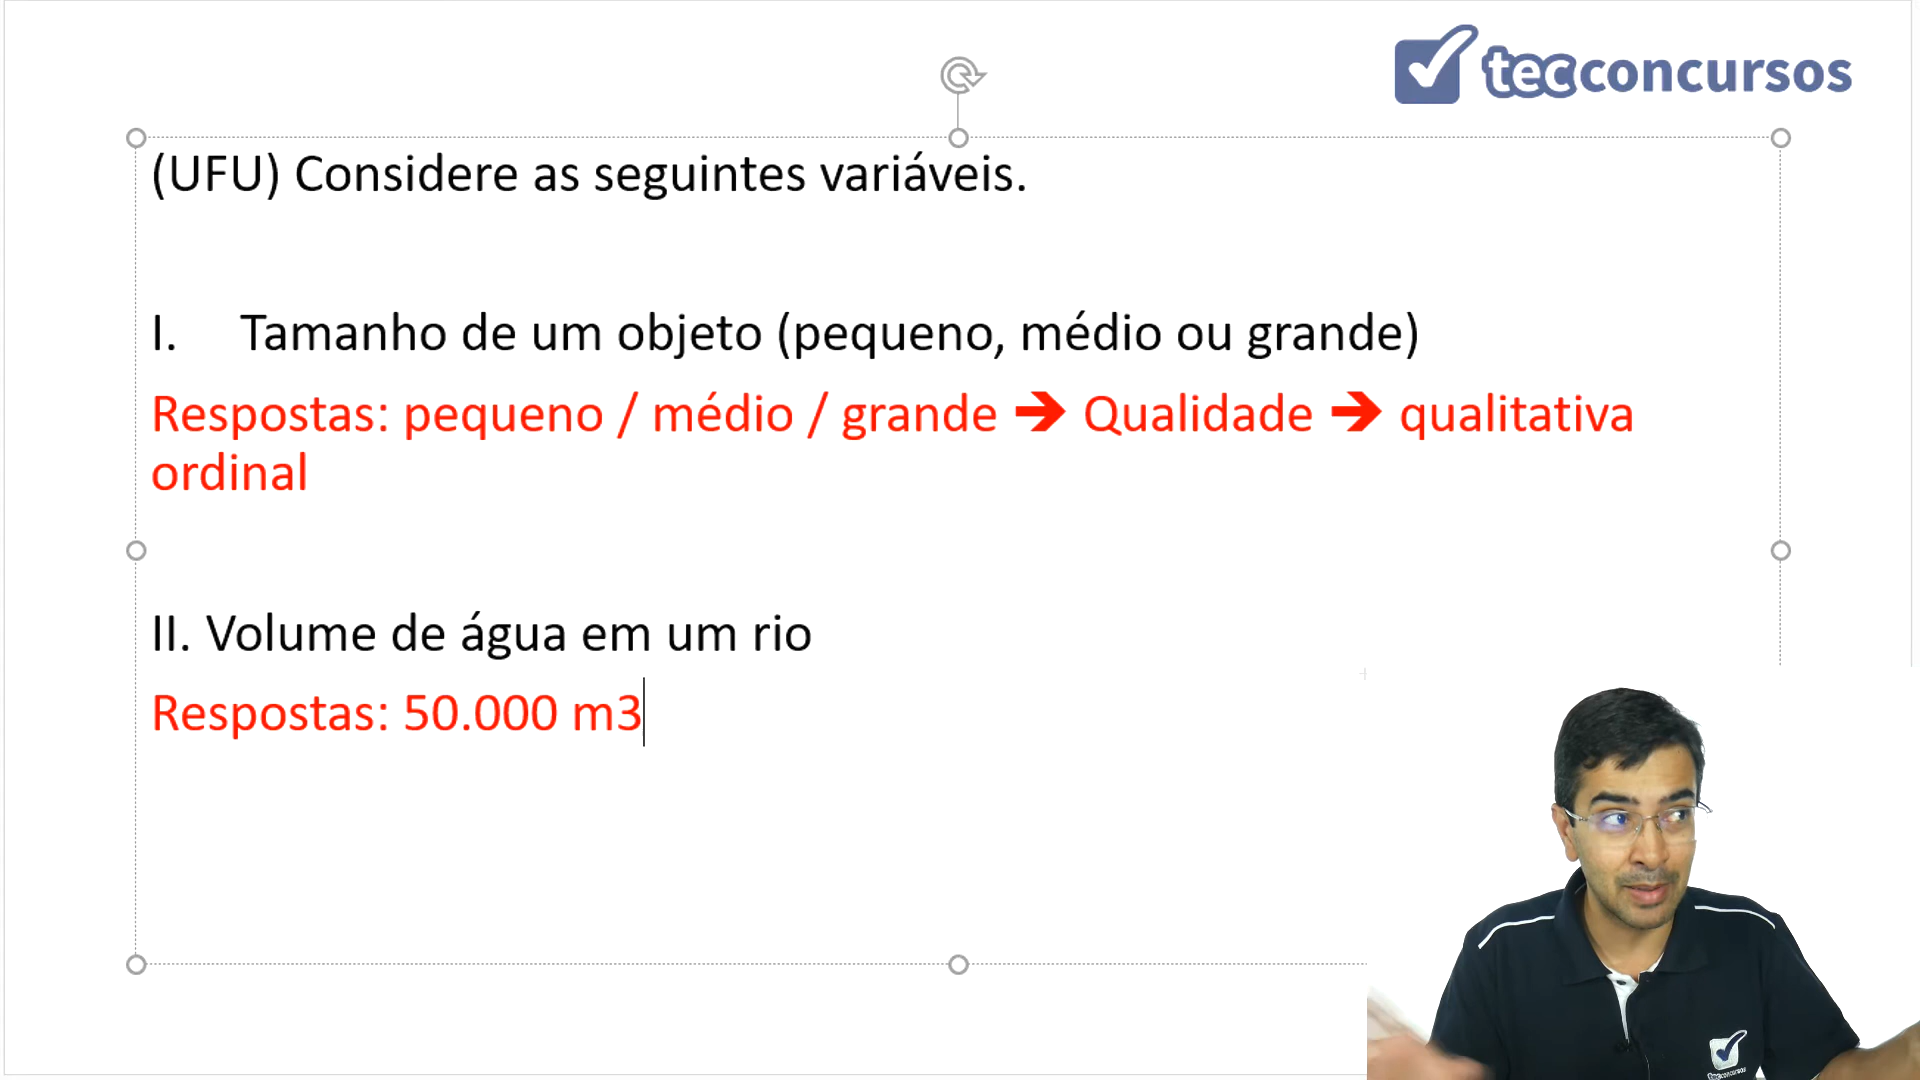 tecconcursos
(UFU) Considere as seguintes variáveis.
I. Tamanho de um objeto (pequeno, médio ou grande)
Respostas: pequeno / médio / grande ➔ Qualidade ➔ qualitativa
ordinal
II. Volume de água em um rio
Respostas: 50.000 m3
tecconcursos